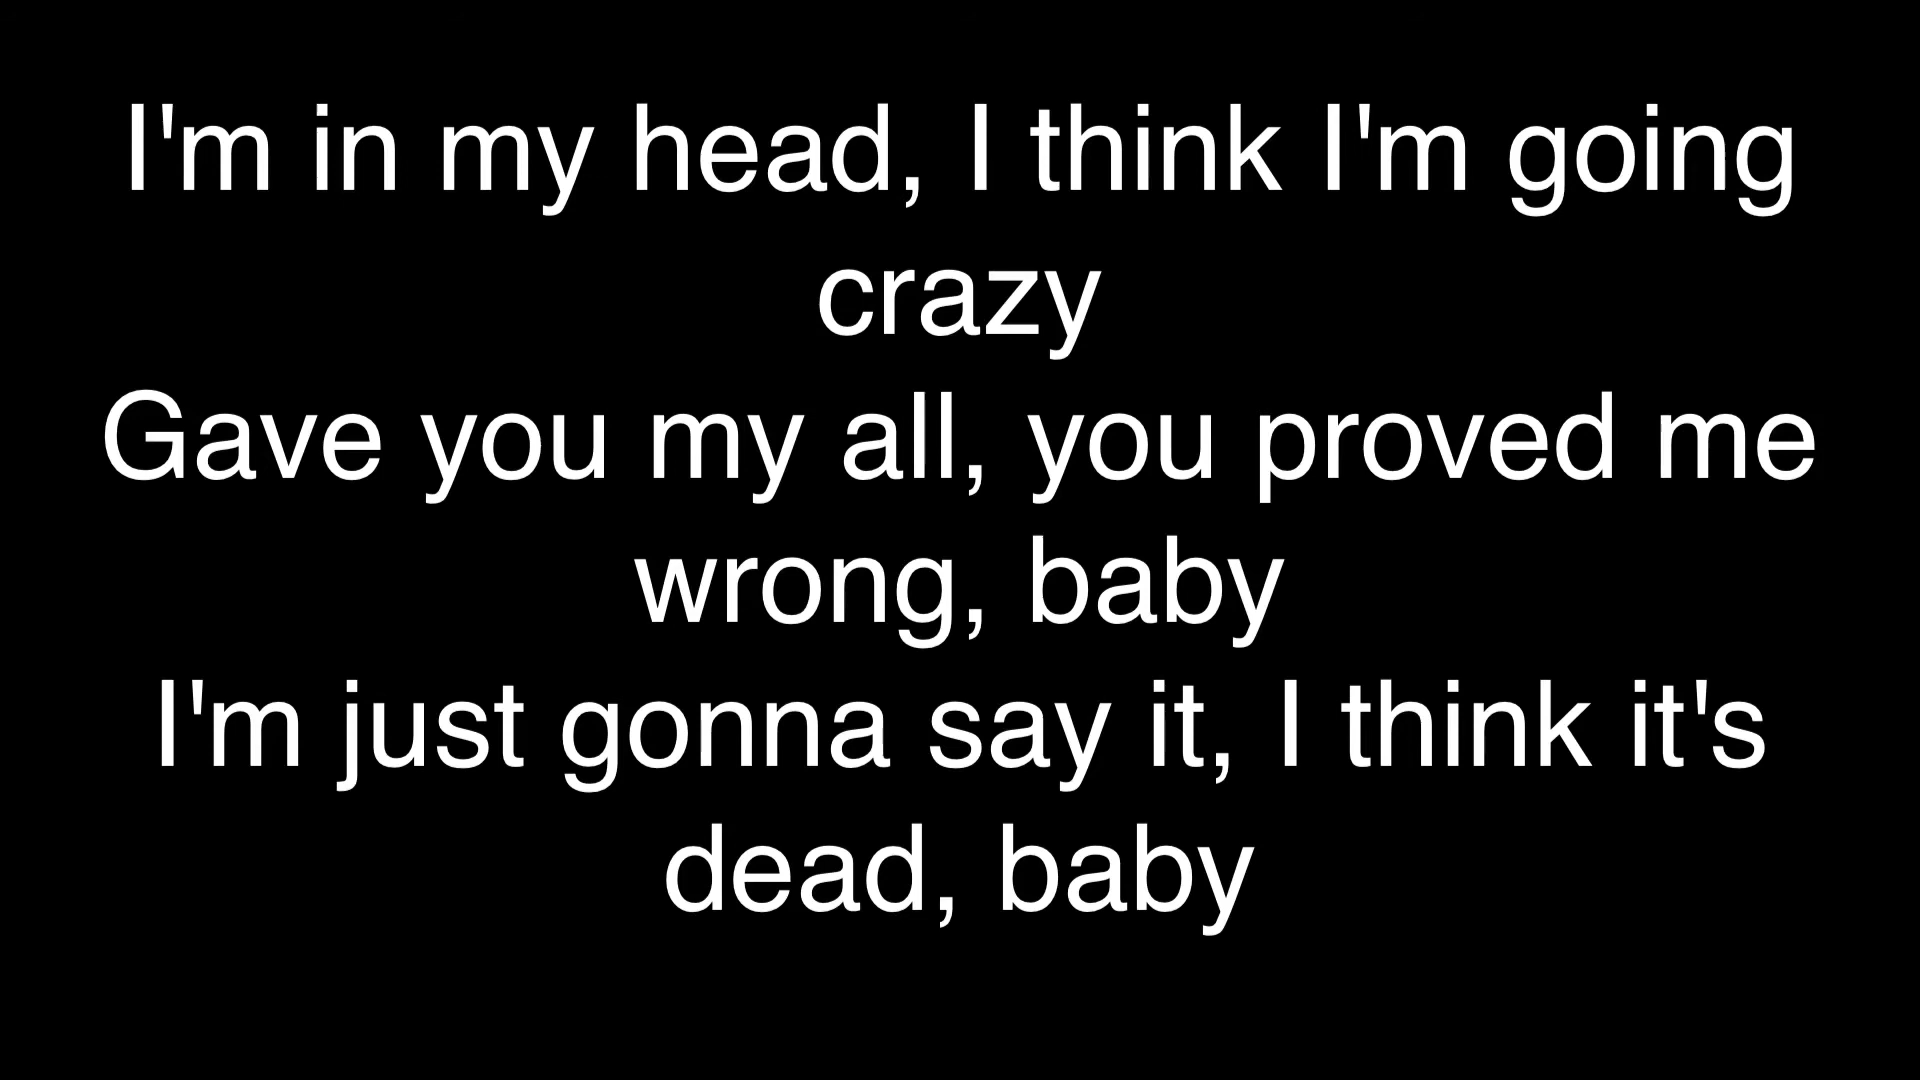 I'm in my head, I think I'm going
crazy
Gave you my all, you proved me
wrong, baby
I'm just gonna say it, I think it's
dead, baby